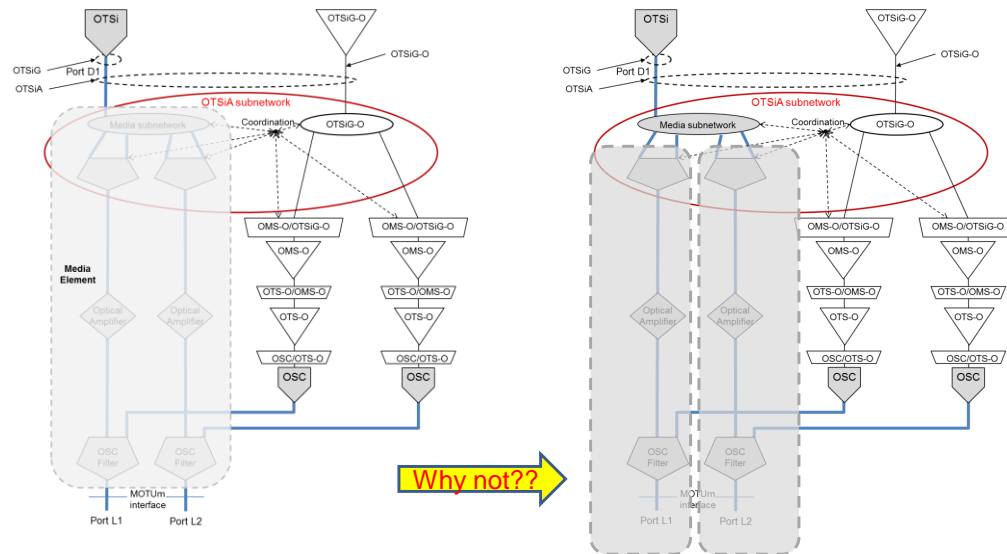 OTSi
OTSiG-O
OTSiG
Port D1
OTSiG-O
OTSiA
OTSiA subnetwork
Media subnetwork
Coordination
OTSiG-O
OMS-O/OTSiG-O
OMS-O/OTSiG-O
OMS-O
OMS-O
Media
Element
OTS-O/OMS-O
OTS-O/OMS-O
Optical
Amplifier
Optical
Amplifier
OTS-O
OTS-O
OSC/OTS-O
OSC/OTS-O
OSC
OSC
OSC
Filter
OSC
Filter
MOTUm
interface
Port L1
Port L2
Why not??
OTSi
OTSiG-O
OTSiG
Port D1
OTSiG-O
OTSiA
OTSiA subnetwork
Media subnetwork
Coordination
OTSiG-O
OMS-O/OTSiG-O
OMS-O/OTSiG-O
OMS-O
OMS-O
OTS-O/OMS-O
OTS-O/OMS-O
Optical
Amplifier
Optical
Amplifier
OTS-O
OTS-O
OSC/OTS-O
OSC/OTS-O
OSC
OSC
OSC
Filter
OSC
Filter
MOTUm
interface
Port L1
Port L2